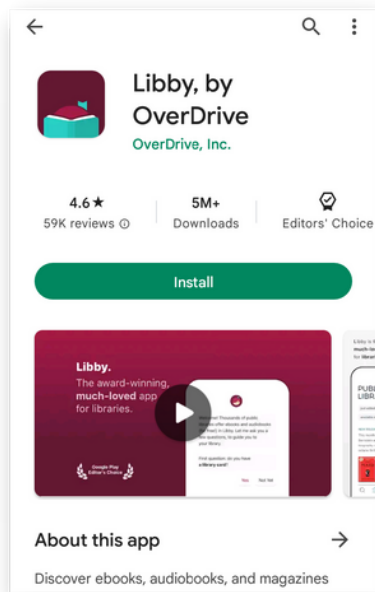 Libby, by
OverDrive
OverDrive, Inc.
4.6★
59K reviews
5M+
Downloads
Editors' Choice
Install
Libby.
The award-winning,
much-loved app
for libraries.
Google Play
Editor's Choice
First question: do you have
a library card?
Yes Not Yet
About this app
Discover ebooks, audiobooks, and magazines